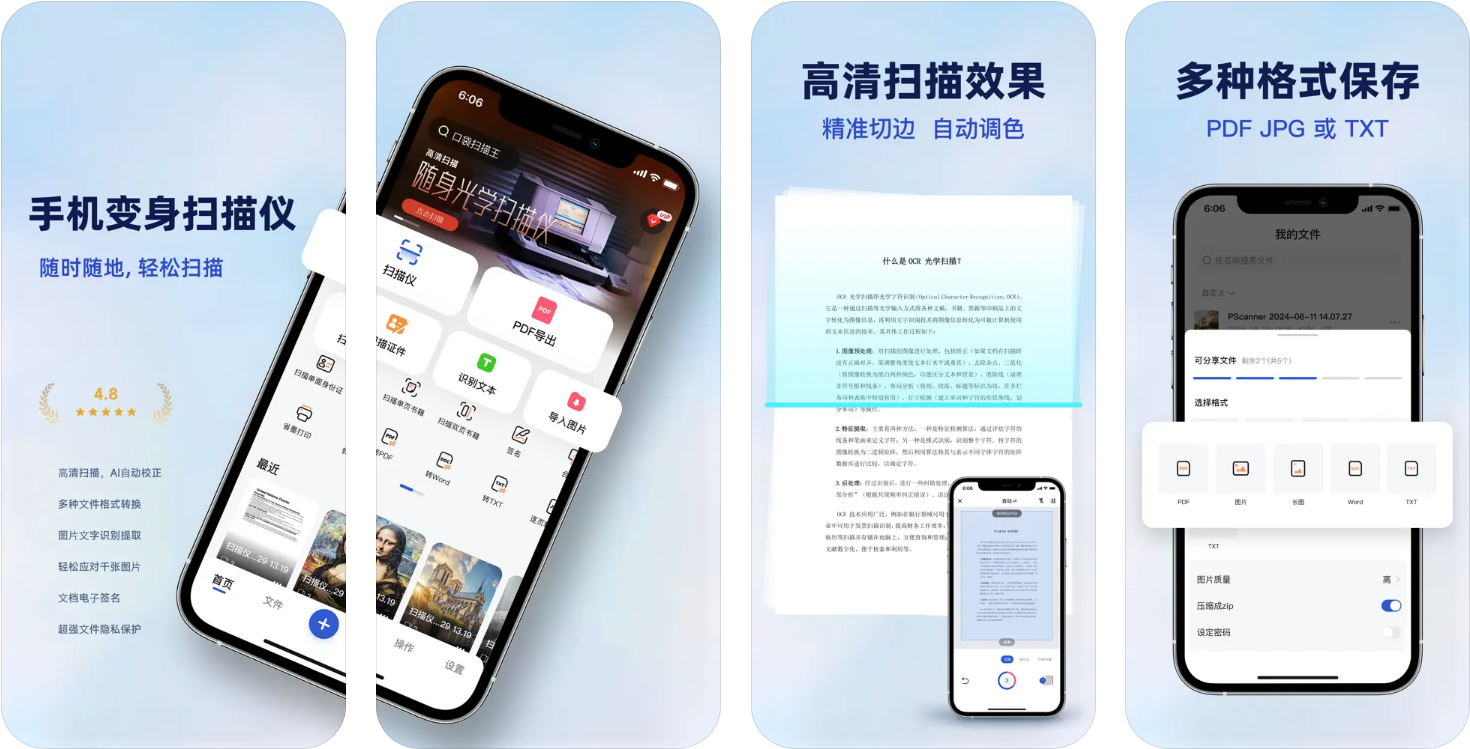 手机变身扫描仪
随时随地, 轻松扫描
4.8
高清扫描，AI自动校正
多种文件格式转换
图片文字识别提取
轻松应对千张图片
文档电子签名
超强文件隐私保护
扫描单面身份证
省墨打印
最近
扫描仪...29 13.19
首页
文件
6:06
口袋扫描王
高清扫描
随身光学扫描仪
点击扫描
VIP
扫描仪
PDF
PDF导出
描证件
T
识别文本
导入图片
扫描单页书籍
扫描双页书籍
签名
转PDF
转Word
转TXT
扫描仪...29 13.19
操作
设置
高清扫描效果
精准切边 自动调色
什么是OCR 光学扫描？
OCR 光学扫描即光学字符识别(Optical Character Recognition, OCR),
它是一种通过扫描等光学输入方式将各种文稿、书籍、票据等印刷品上的文
字转化为图像信息，再利用文字识别技术将图像信息转化为可被计算机使用
的文本信息的技术。其具体工作过程如下：
1.图像预处理：对扫描的图像进行处理，包括矫正（如果文档在扫描时
没有正确对齐，需调整角度使文本行水平或垂直）、去除杂点、二值化
（将图像转换为黑白两种颜色，以便区分文本和背景）、消除线（清理
非符号框和线条）、布局分析（将列、段落、标题等标识为块，在多栏
布局和表格中特别有用）、行字检测（建立单词和字符的形状基线，划
分单词）等操作。
2.特征提取：主要有两种方法，一种是特征检测算法，通过评估字符的
线条和笔画来定义字符；另一种是模式识别，识别整个字符。将字符的
图像转换为二进制矩阵，然后利用算法将其与表示不同字体字符的矩阵
数据库进行比较，以确定字符。
3.后处理：经过识别后，进行一些纠错处理，
部分析”（根据共现频率纠正错误）、语法
OCR 技术应用广泛，例如在银行领域可用于
业中可用于发票扫描识别，提高财务工作效率，
病历等扫描并存储在电脑上，方便查询和管理；
文献数字化，便于检索和利用等。
6:06
多种格式保存
PDF JPG 或 TXT
6:06
我的文件
按名称搜索文件
自定义
PScanner 2024-06-11 14.07.27
可分享文件 剩余2个(共5个)
选择格式
PDF
图片
长图
Word
TXT
TXT
图片质量 高
压缩成zip
设定密码